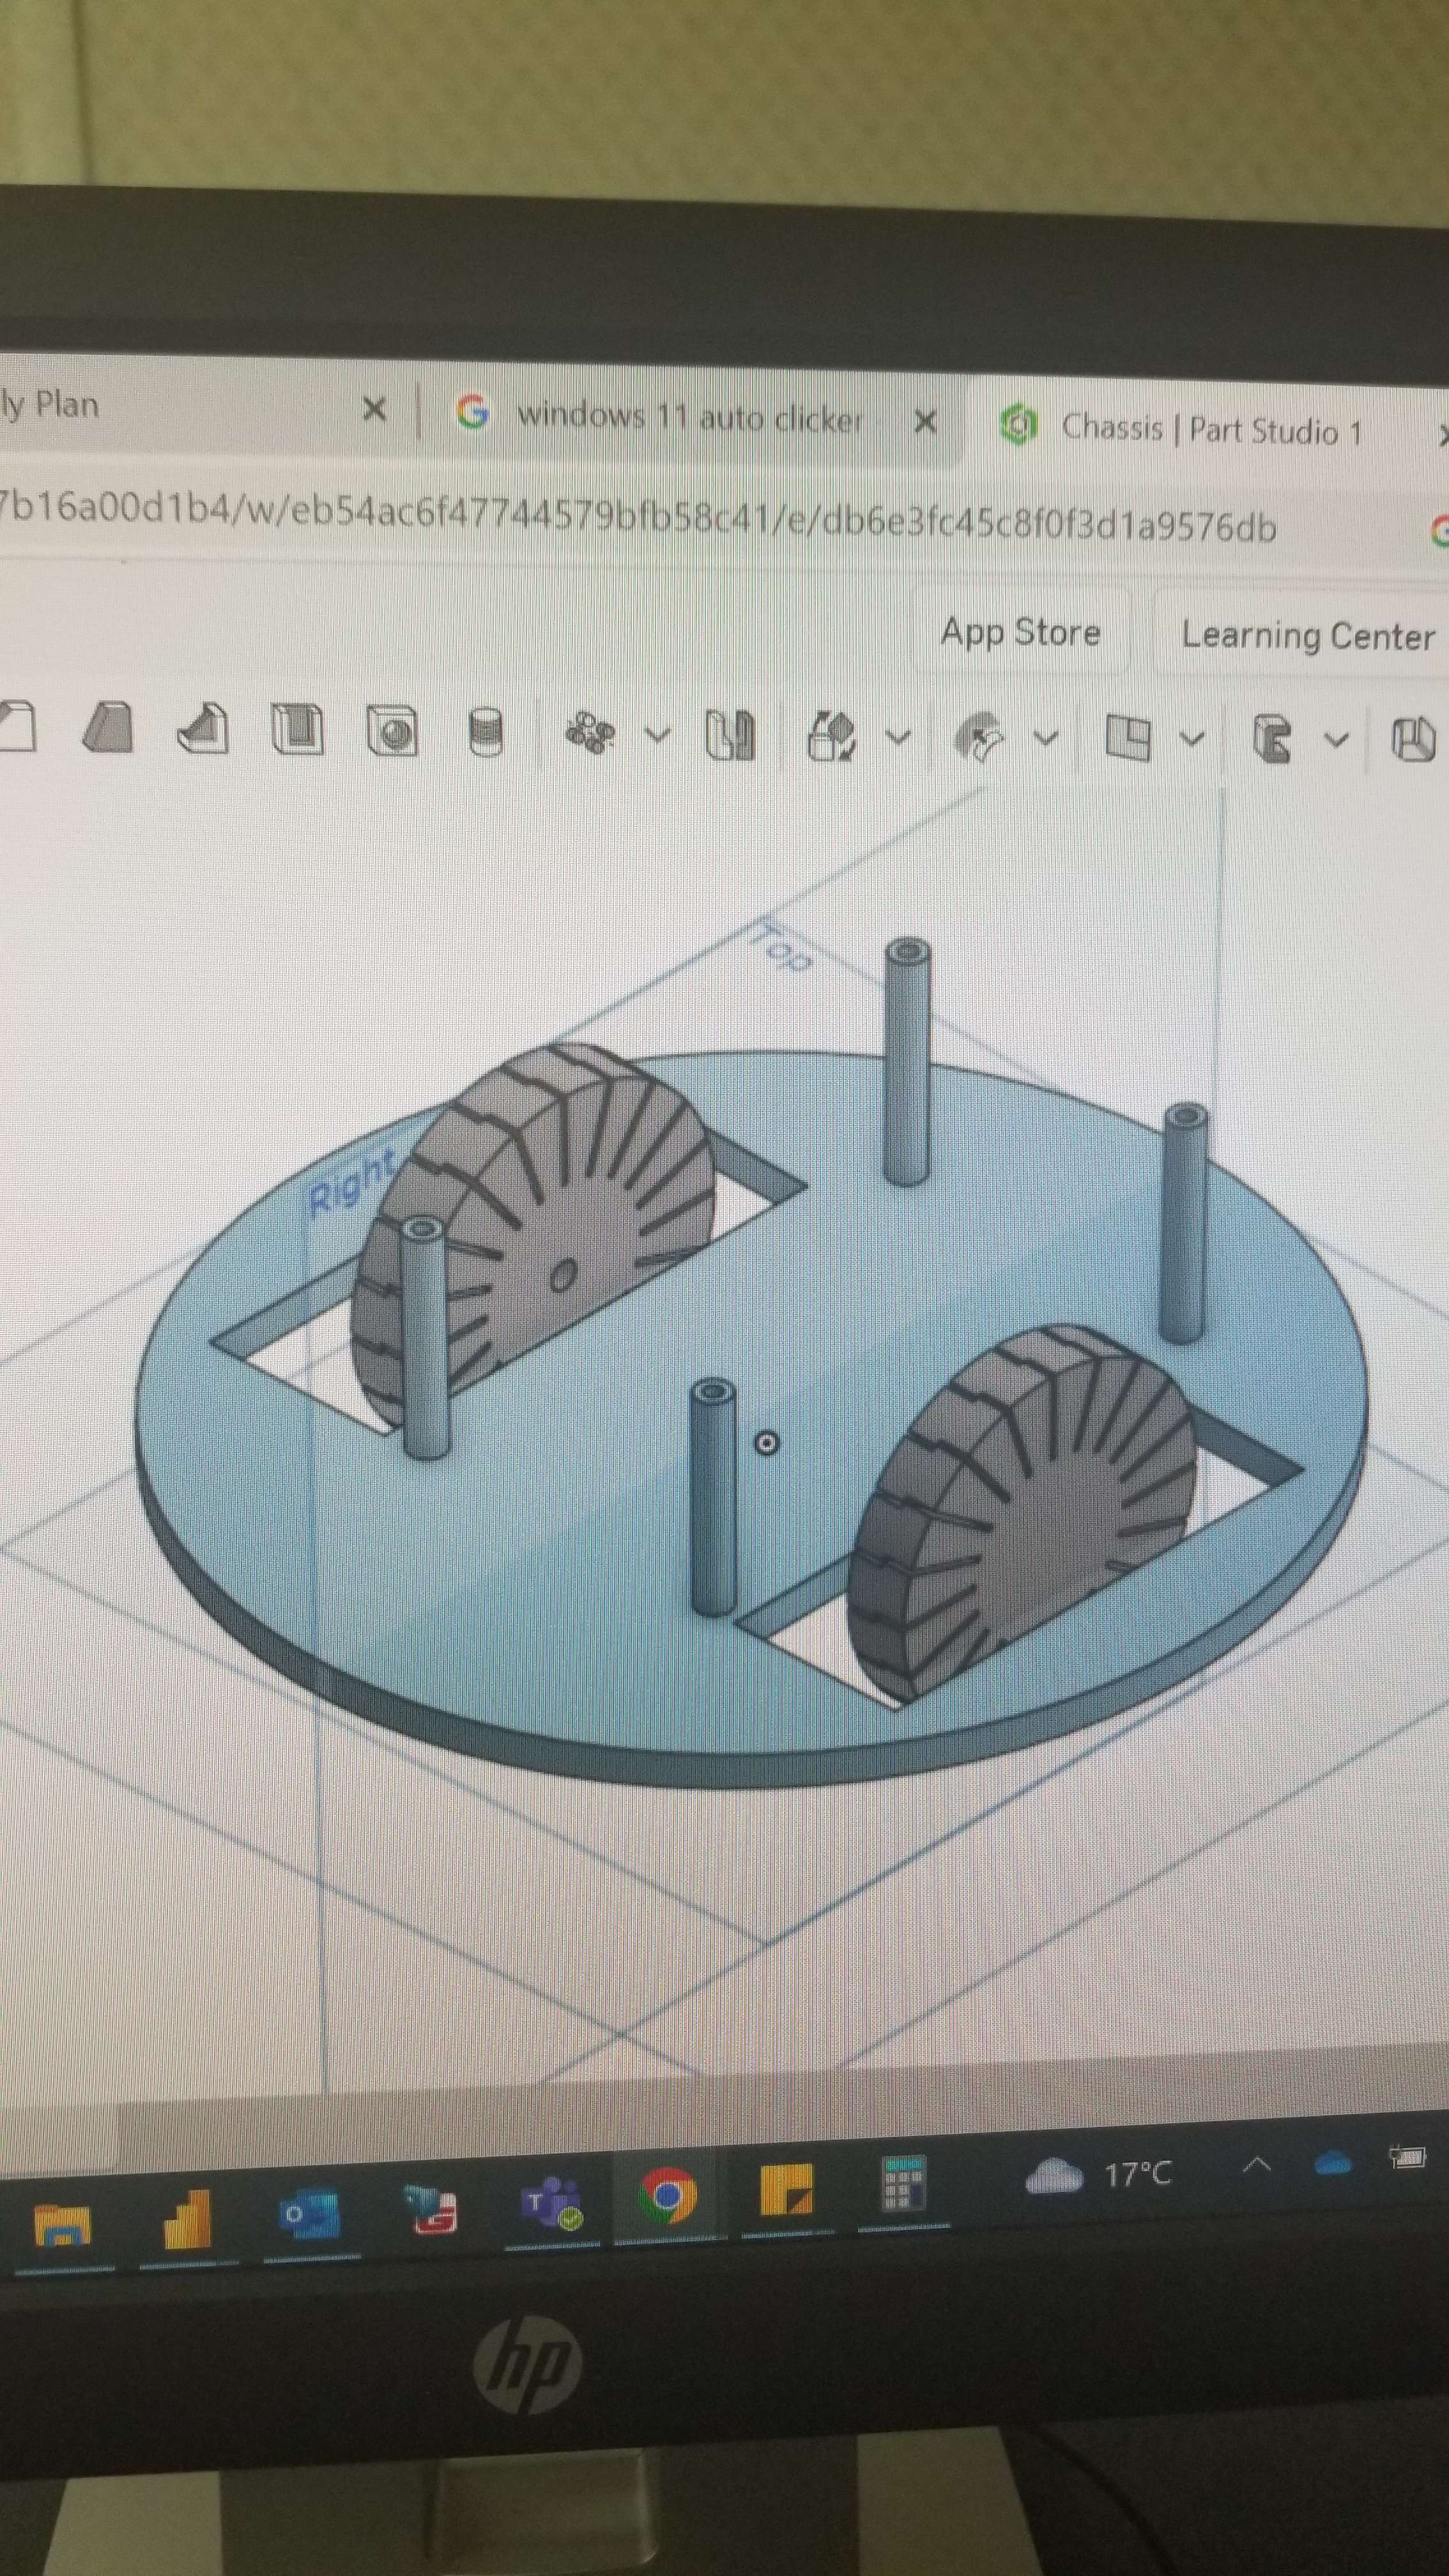 ly Plan
windows 11 auto clicker
Chassis | Part Studio 1
7b16a00d1b4/w/eb54ac6f47744579bfb58c41/e/db6e3fc45c8f0f3d1a9576db
App Store
Learning Center
Top
Right
17°C
hp